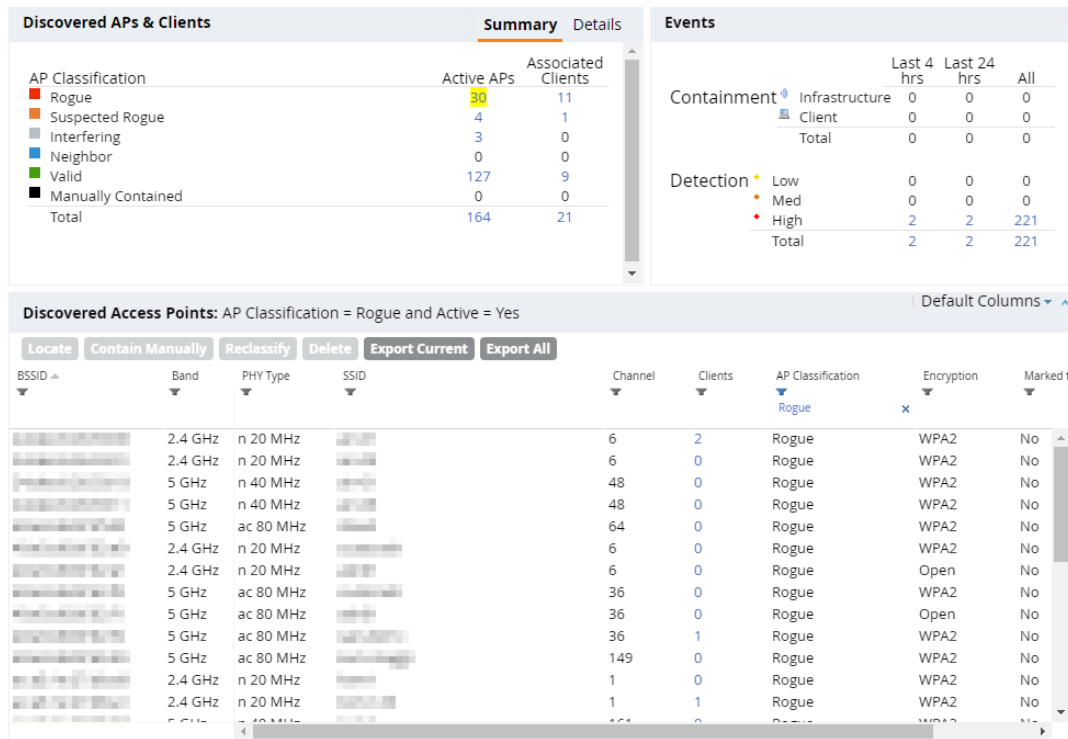 Discovered APs & Clients Summary Details
AP Classification Active APs Associated Clients
Rogue 30 11
Suspected Rogue 4 1
Interfering 3 0
Neighbor 0 0
Valid 127 9
Manually Contained 0 0
Total 164 21
Events
Last 4 hrs Last 24 hrs All
Containment Infrastructure 0 0 0
Client 0 0 0
Total 0 0 0
Detection Low 0 0 0
Med 0 0 0
High 2 2 221
Total 2 2 221
Discovered Access Points: AP Classification = Rogue and Active = Yes Default Columns
Locate Contain Manually Reclassify Delete Export Current Export All
BSSID Band PHY Type SSID Channel Clients AP Classification Encryption Marked t
Rogue x
2.4 GHz n 20 MHz 6 2 Rogue WPA2 No
2.4 GHz n 20 MHz 6 0 Rogue WPA2 No
5 GHz n 40 MHz 48 0 Rogue WPA2 No
5 GHz n 40 MHz 48 0 Rogue WPA2 No
5 GHz ac 80 MHz 64 0 Rogue WPA2 No
2.4 GHz n 20 MHz 6 0 Rogue WPA2 No
2.4 GHz n 20 MHz 6 0 Rogue Open No
5 GHz ac 80 MHz 36 0 Rogue WPA2 No
5 GHz ac 80 MHz 36 0 Rogue Open No
5 GHz ac 80 MHz 36 1 Rogue WPA2 No
5 GHz ac 80 MHz 149 0 Rogue WPA2 No
2.4 GHz n 20 MHz 1 0 Rogue WPA2 No
2.4 GHz n 20 MHz 1 1 Rogue WPA2 No